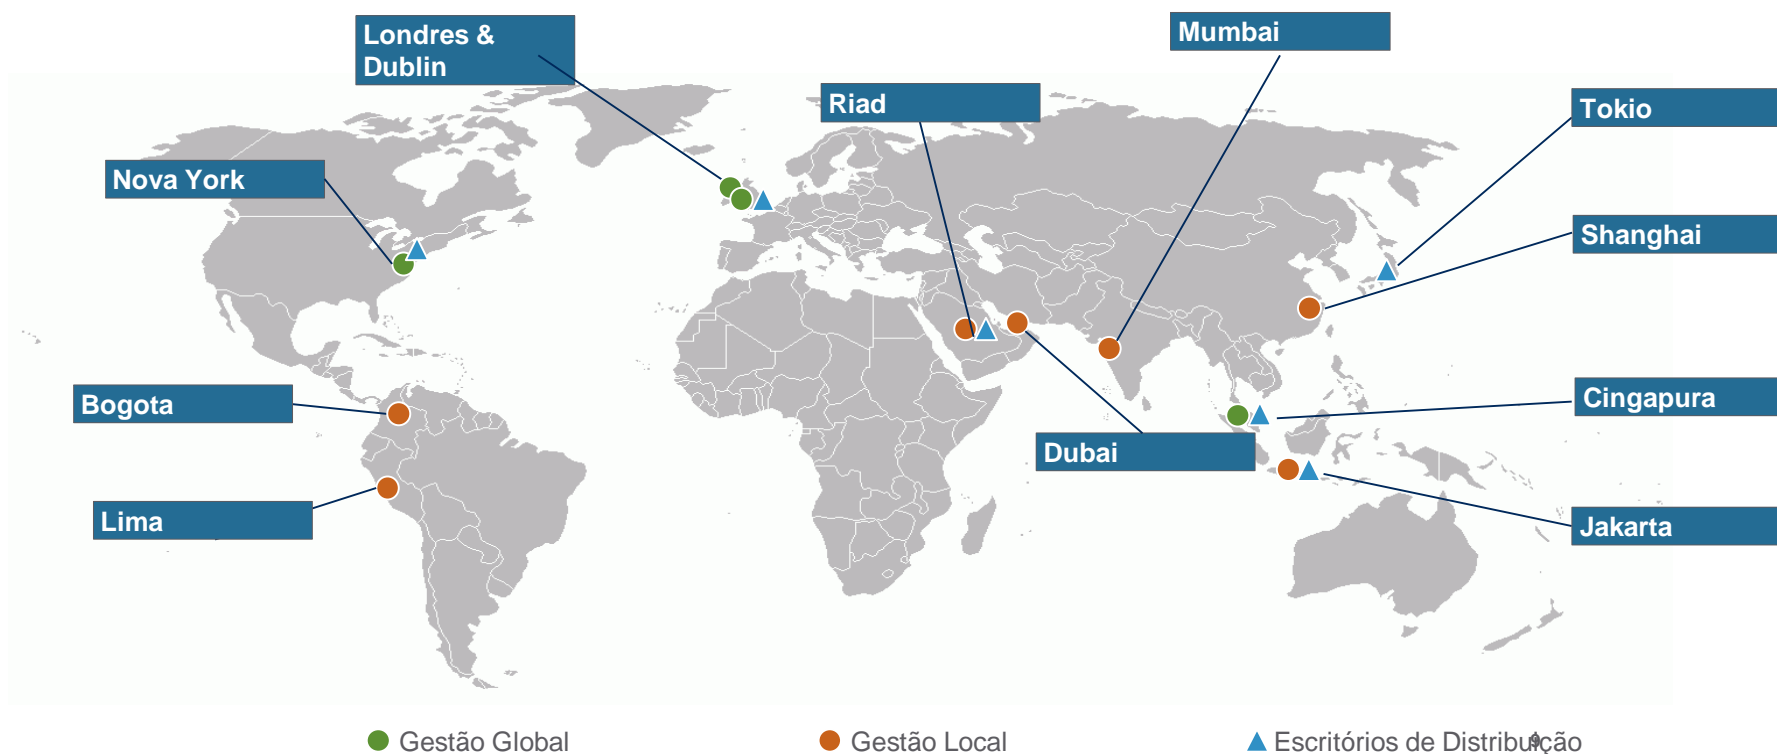 Londres &
Dublin
Mumbai
Riad
Tokio
Nova York
Shanghai
Bogota
Cingapura
Dubai
Lima
Jakarta
Gestão Global
Gestão Local
Escritórios de Distribuição